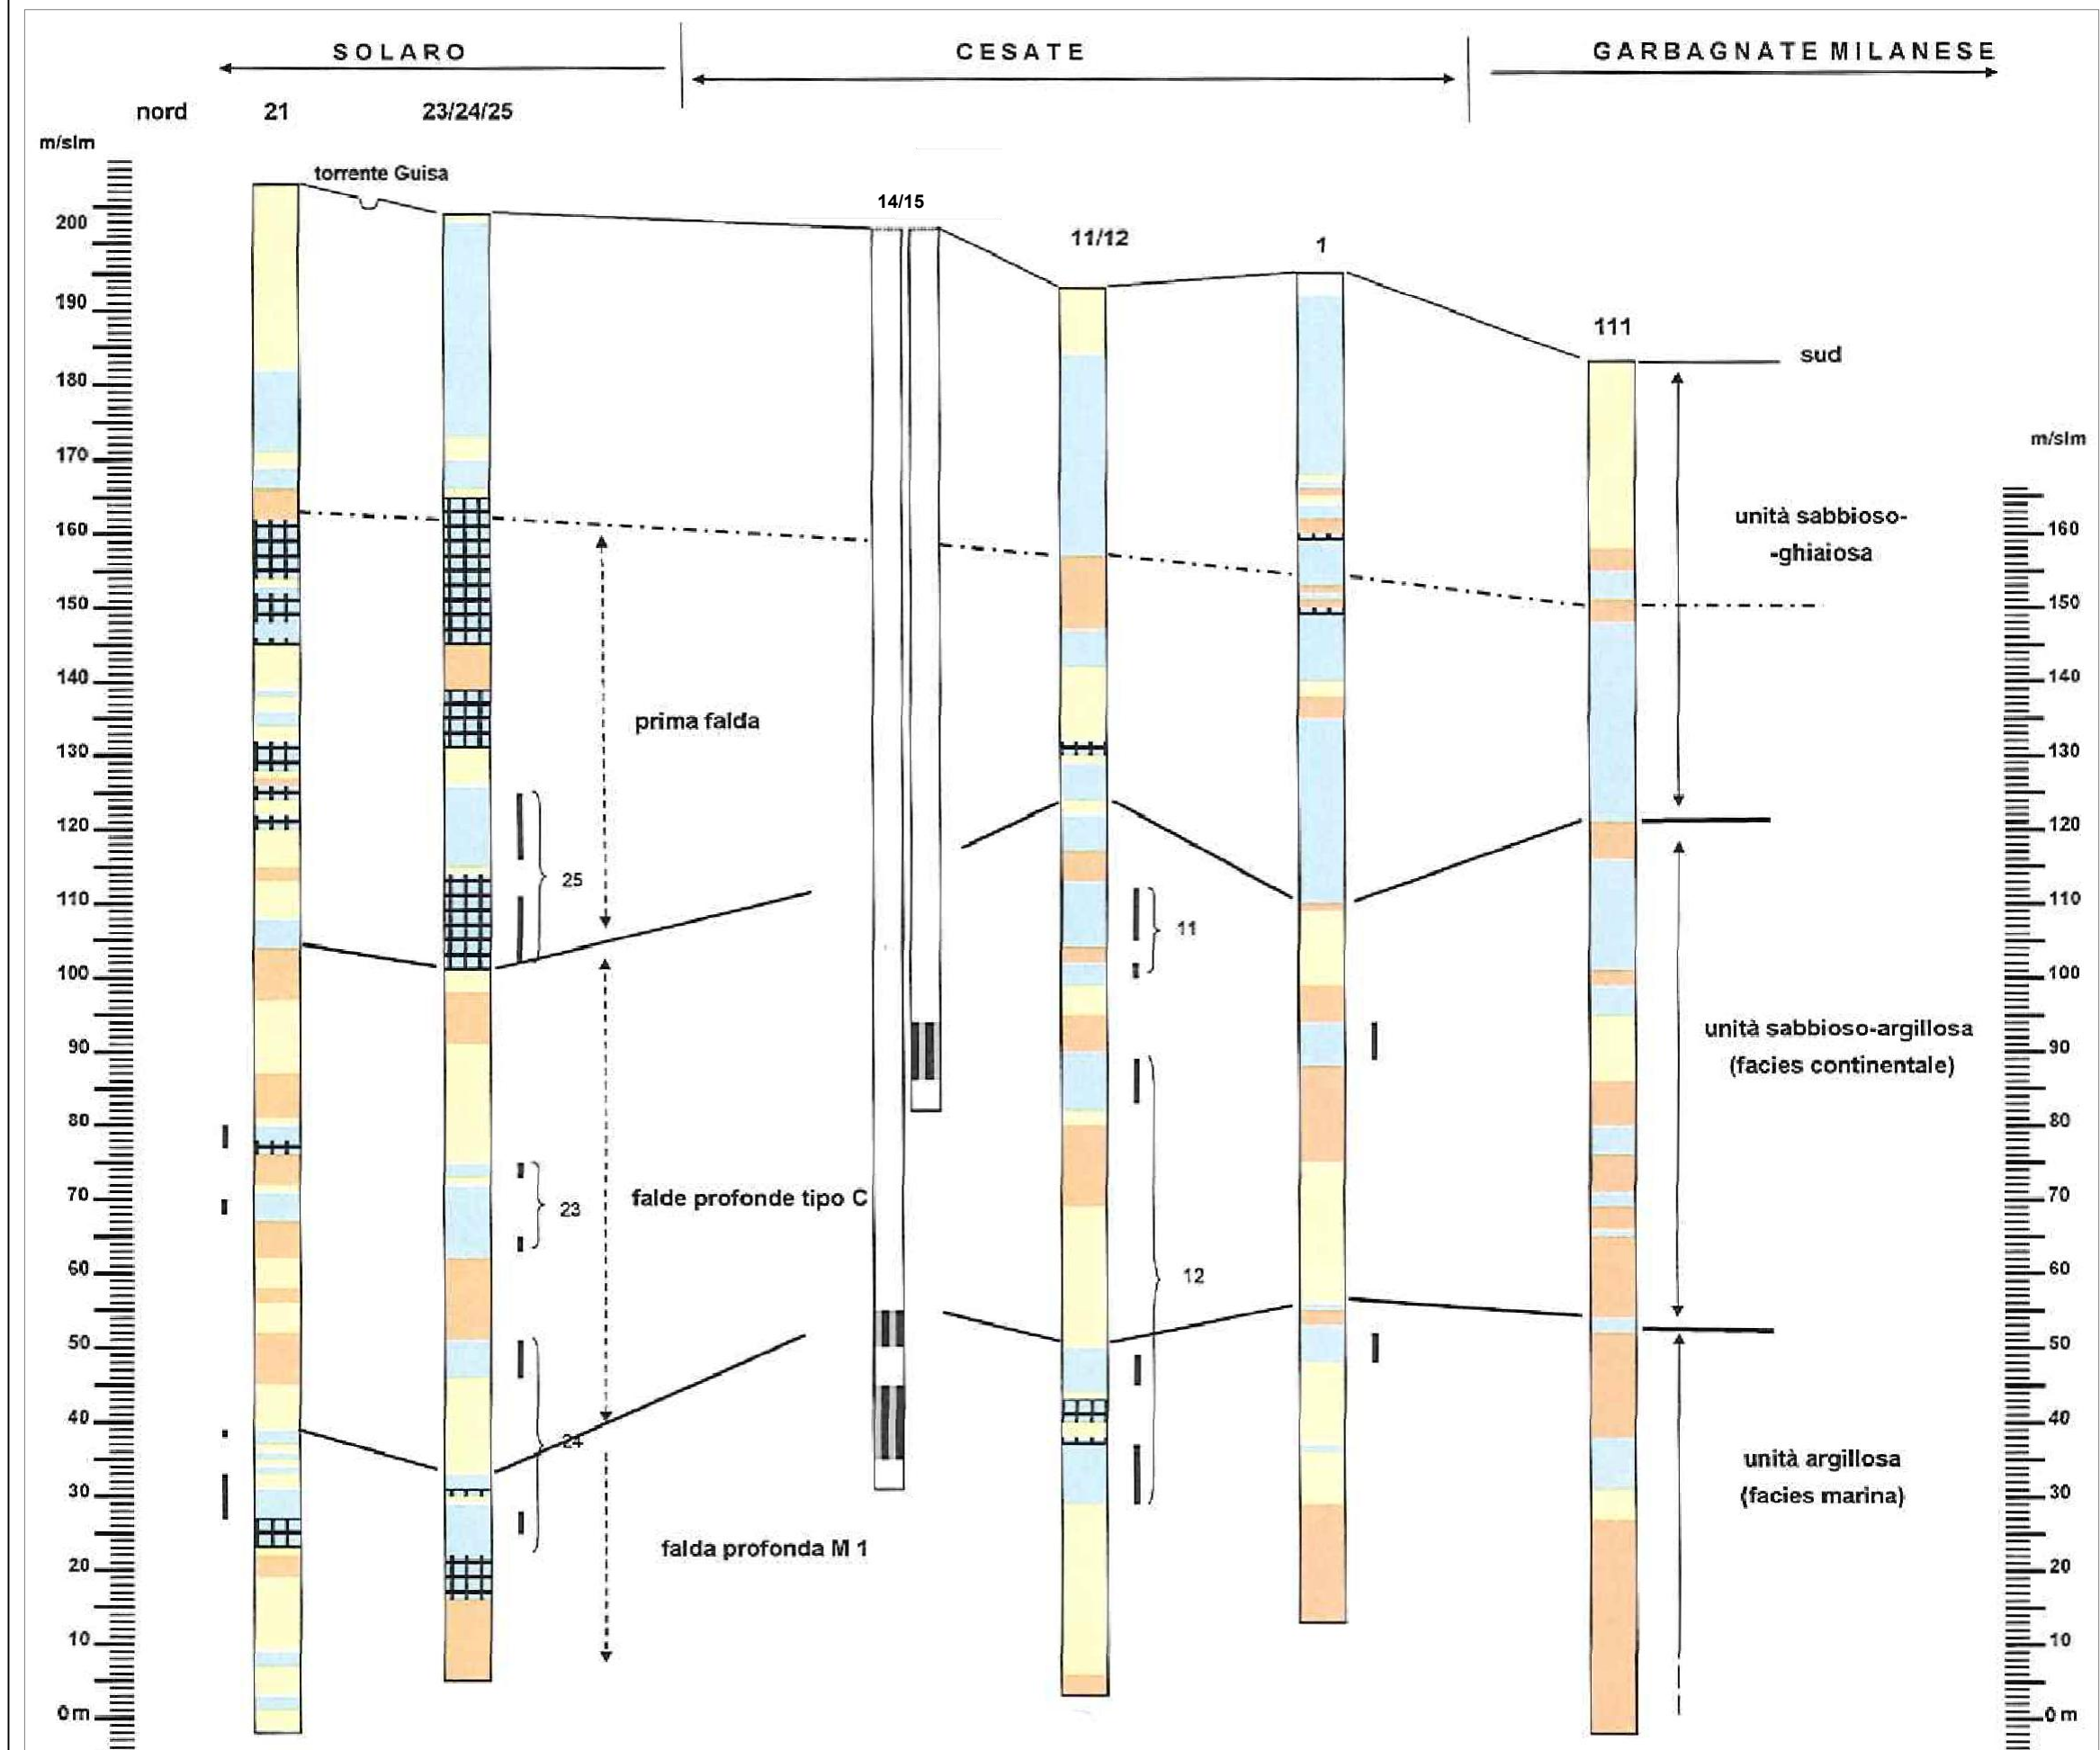 SOLARO
CESATE
GARBAGNATE MILANESE
nord
21
23/24/25
m/slm
torrente Guisa
14/15
11/12
1
111
sud
m/slm
200
190
180
170
160
150
140
130
120
110
100
90
80
70
60
50
40
30
20
10
0 m
prima falda
25
23
24
falde profonde tipo C
falda profonda M 1
11
12
unità sabbioso-
-ghiaiosa
unità sabbioso-argillosa
(facies continentale)
unità argillosa
(facies marina)
160
150
140
130
120
110
100
90
80
70
60
50
40
30
20
10
0 m